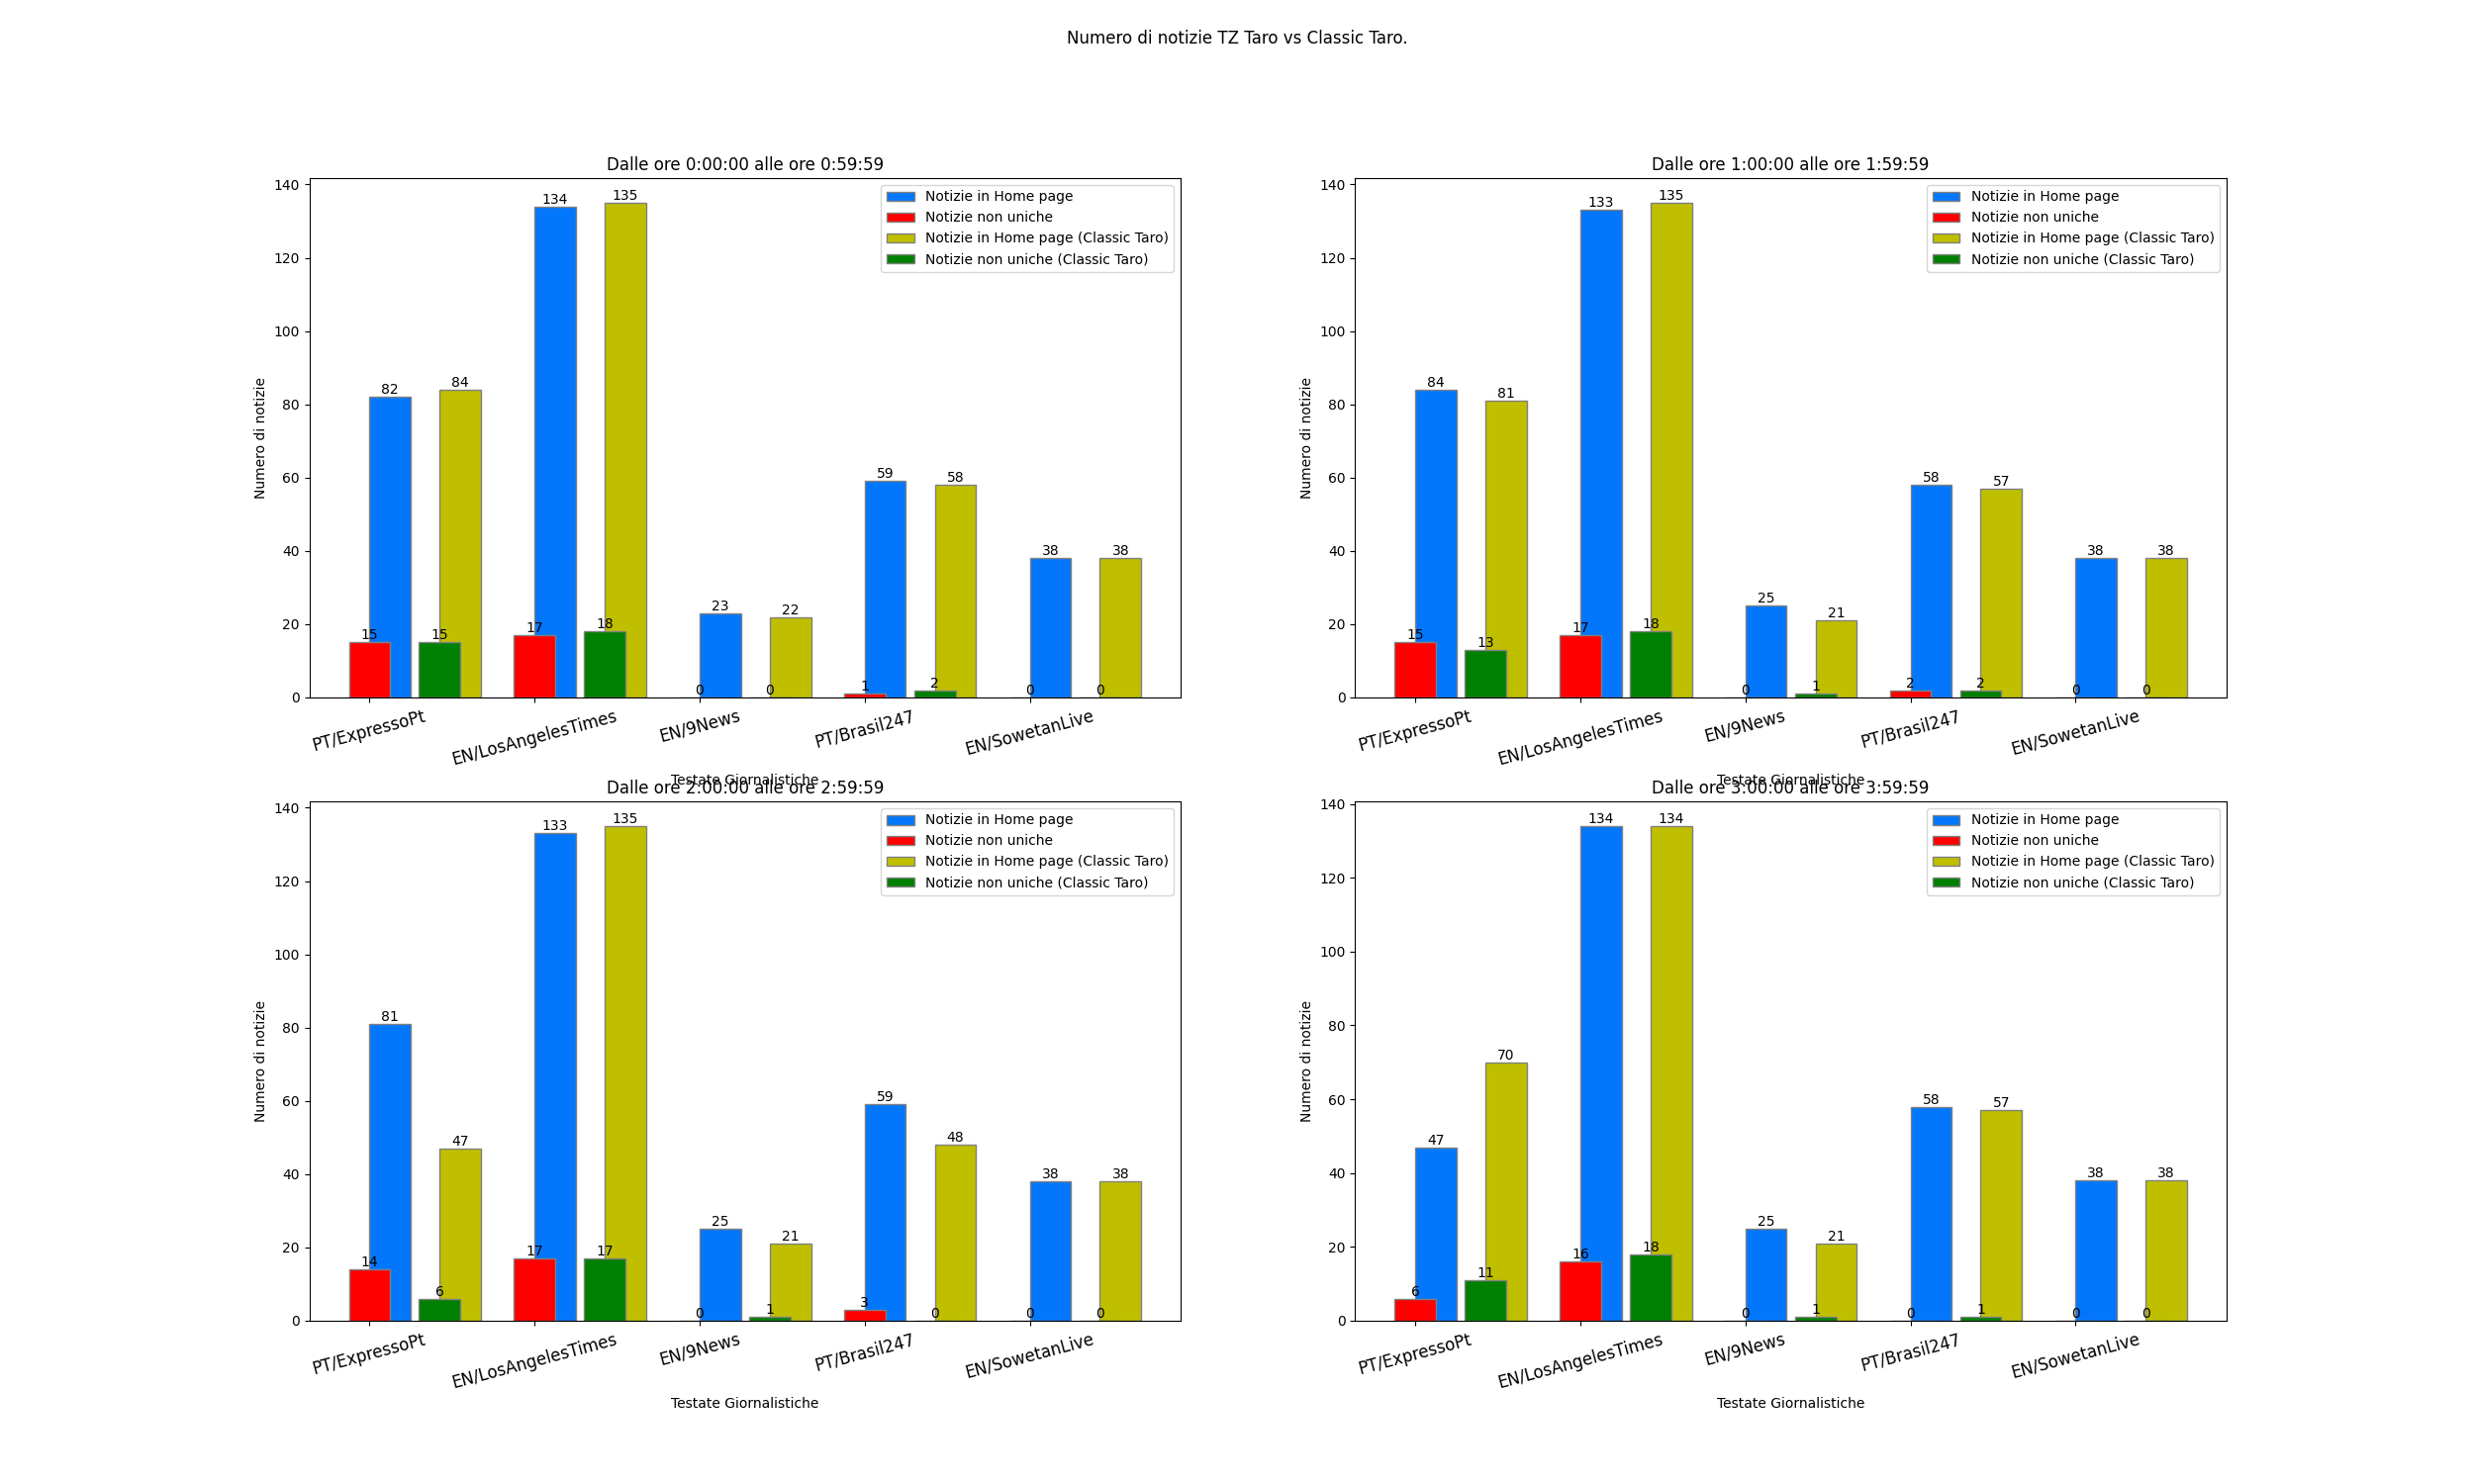 Numero di notizie TZ Taro vs Classic Taro.
Dalle ore 0:00:00 alle ore 0:59:59
Numero di notizie
140
120
100
80
60
40
20
0
Notizie in Home page
Notizie non uniche
Notizie in Home page (Classic Taro)
Notizie non uniche (Classic Taro)
82
84
134
135
23
22
59
58
38
38
15
15
17
18
0
0
1
2
0
0
PT/ExpressoPt
EN/LosAngelesTimes
EN/9News
PT/Brasil247
EN/SowetanLive
Testate Giornalistiche
Dalle ore 1:00:00 alle ore 1:59:59
Numero di notizie
140
120
100
80
60
40
20
0
Notizie in Home page
Notizie non uniche
Notizie in Home page (Classic Taro)
Notizie non uniche (Classic Taro)
84
81
133
135
25
21
58
57
38
38
15
13
17
18
0
1
2
2
0
0
PT/ExpressoPt
EN/LosAngelesTimes
EN/9News
PT/Brasil247
EN/SowetanLive
Testate Giornalistiche
Dalle ore 2:00:00 alle ore 2:59:59
Numero di notizie
140
120
100
80
60
40
20
0
Notizie in Home page
Notizie non uniche
Notizie in Home page (Classic Taro)
Notizie non uniche (Classic Taro)
81
47
133
135
25
21
59
48
38
38
14
6
17
17
0
1
3
0
0
0
PT/ExpressoPt
EN/LosAngelesTimes
EN/9News
PT/Brasil247
EN/SowetanLive
Testate Giornalistiche
Dalle ore 3:00:00 alle ore 3:59:59
Numero di notizie
140
120
100
80
60
40
20
0
Notizie in Home page
Notizie non uniche
Notizie in Home page (Classic Taro)
Notizie non uniche (Classic Taro)
47
70
134
134
25
21
58
57
38
38
6
11
16
18
0
1
0
1
0
0
PT/ExpressoPt
EN/LosAngelesTimes
EN/9News
PT/Brasil247
EN/SowetanLive
Testate Giornalistiche